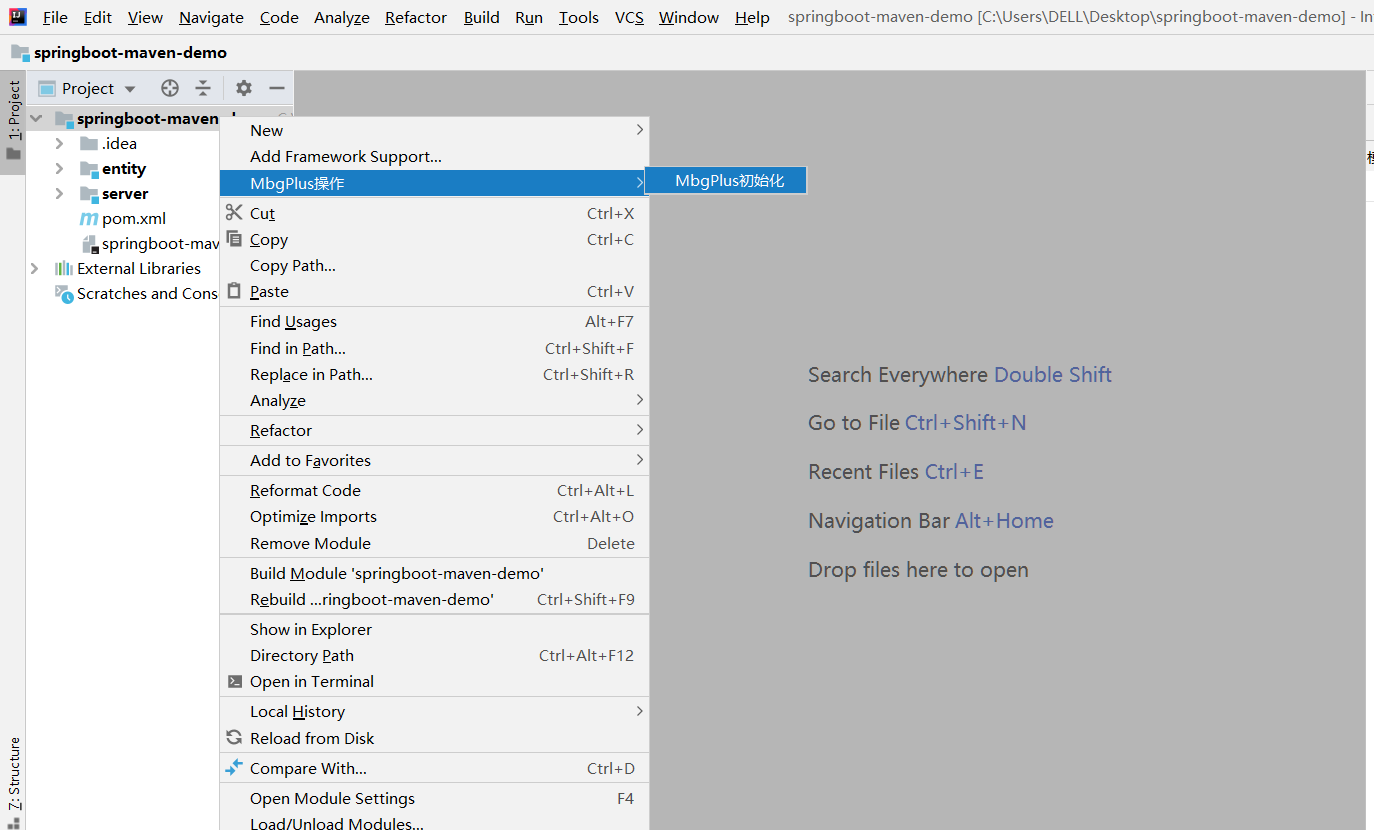 File Edit View Navigate Code Analyze Refactor Build Run Tools VCS Window Help springboot-maven-demo [C:\Users\DELL\Desktop\springboot-maven-demo] - In
springboot-maven-demo
1: Project
Project
springboot-maven
.idea
entity
server
pom.xml
springboot-mav
External Libraries
Scratches and Cons
New
Add Framework Support...
MbgPlus操作
MbgPlus初始化
Cut Ctrl+X
Copy Ctrl+C
Copy Path...
Paste Ctrl+V
Find Usages Alt+F7
Find in Path... Ctrl+Shift+F
Replace in Path... Ctrl+Shift+R
Analyze
Refactor
Add to Favorites
Reformat Code Ctrl+Alt+L
Optimize Imports Ctrl+Alt+O
Remove Module Delete
Build Module 'springboot-maven-demo'
Rebuild ...ringboot-maven-demo' Ctrl+Shift+F9
Show in Explorer
Directory Path Ctrl+Alt+F12
Open in Terminal
Local History
Reload from Disk
Compare With... Ctrl+D
Open Module Settings F4
Load/Unload Modules...
Search Everywhere Double Shift
Go to File Ctrl+Shift+N
Recent Files Ctrl+E
Navigation Bar Alt+Home
Drop files here to open
7: Structure